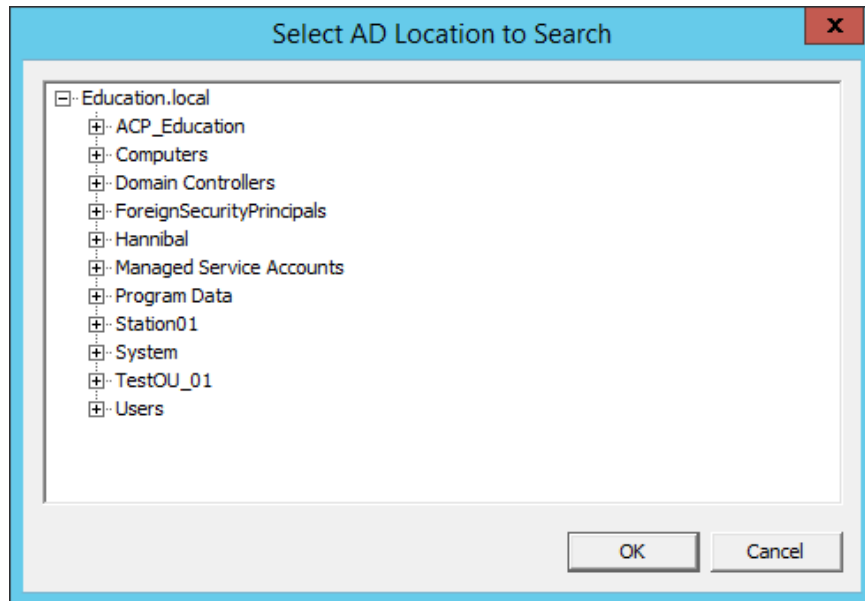 Select AD Location to Search
x
Education.local
ACP_Education
Computers
Domain Controllers
ForeignSecurityPrincipals
Hannibal
Managed Service Accounts
Program Data
Station01
System
TestOU_01
Users
OK Cancel